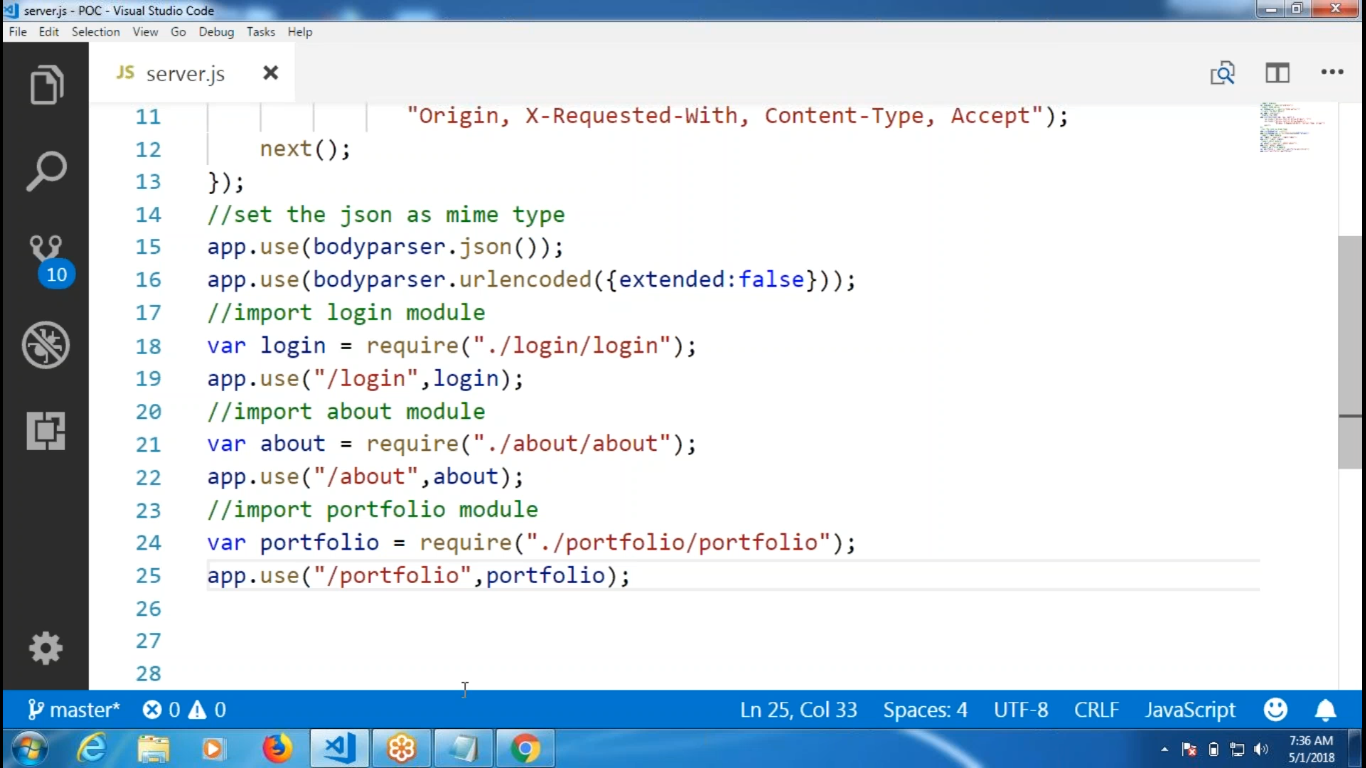 server.js - POC - Visual Studio Code
File Edit Selection View Go Debug Tasks Help
JS server.js
11 "Origin, X-Requested-With, Content-Type, Accept");
12 next();
13 });
14 //set the json as mime type
15 app.use(bodyparser.json());
16 app.use(bodyparser.urlencoded({extended:false}));
17 //import login module
18 var login = require("./login/login");
19 app.use("/login",login);
20 //import about module
21 var about = require("./about/about");
22 app.use("/about",about);
23 //import portfolio module
24 var portfolio = require("./portfolio/portfolio");
25 app.use("/portfolio",portfolio);
26
27
28
10
master* 0 0 Ln 25, Col 33 Spaces: 4 UTF-8 CRLF JavaScript
7:36 AM
5/1/2018